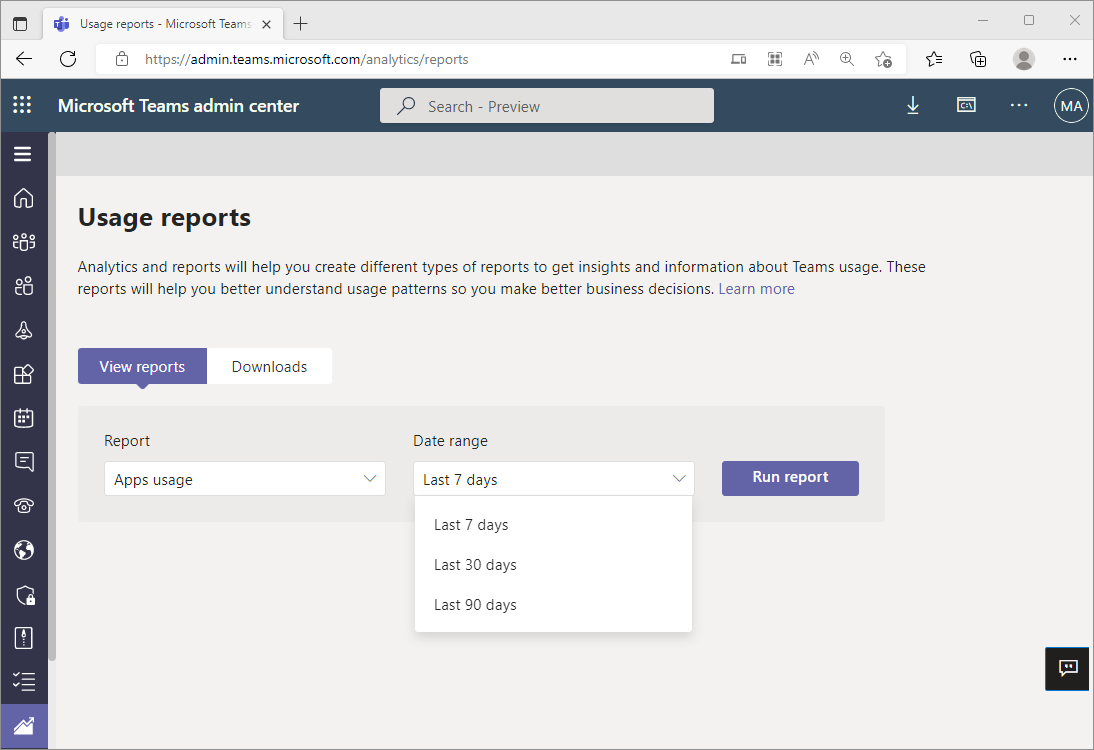 Usage reports - Microsoft Teams
https://admin.teams.microsoft.com/analytics/reports
Microsoft Teams admin center
Search - Preview
C:\
MA
Usage reports
Analytics and reports will help you create different types of reports to get insights and information about Teams usage. These
reports will help you better understand usage patterns so you make better business decisions. Learn more
View reports
Downloads
Report
Date range
Apps usage
Last 7 days
Run report
Last 7 days
Last 30 days
Last 90 days